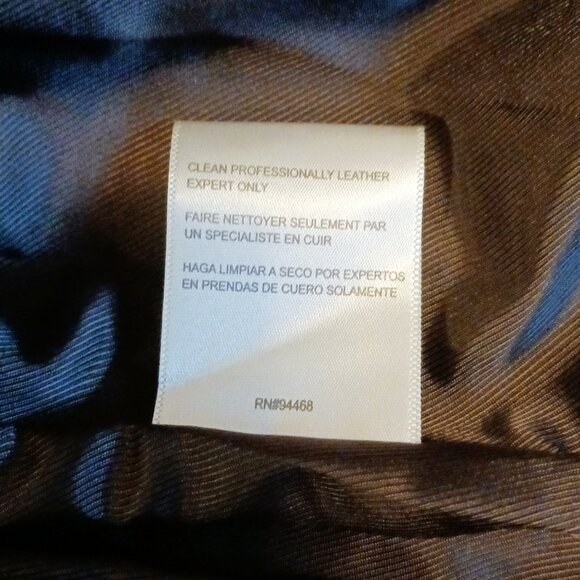 CLEAN PROFESSIONALLY LEATHER
EXPERT ONLY
FAIRE NETTOYER SEULEMENT PAR
UN SPECIALISTE EN CUIR
HAGA LIMPIAR A SECO POR EXPERTOS
EN PRENDAS DE CUERO SOLAMENTE
RN#94468